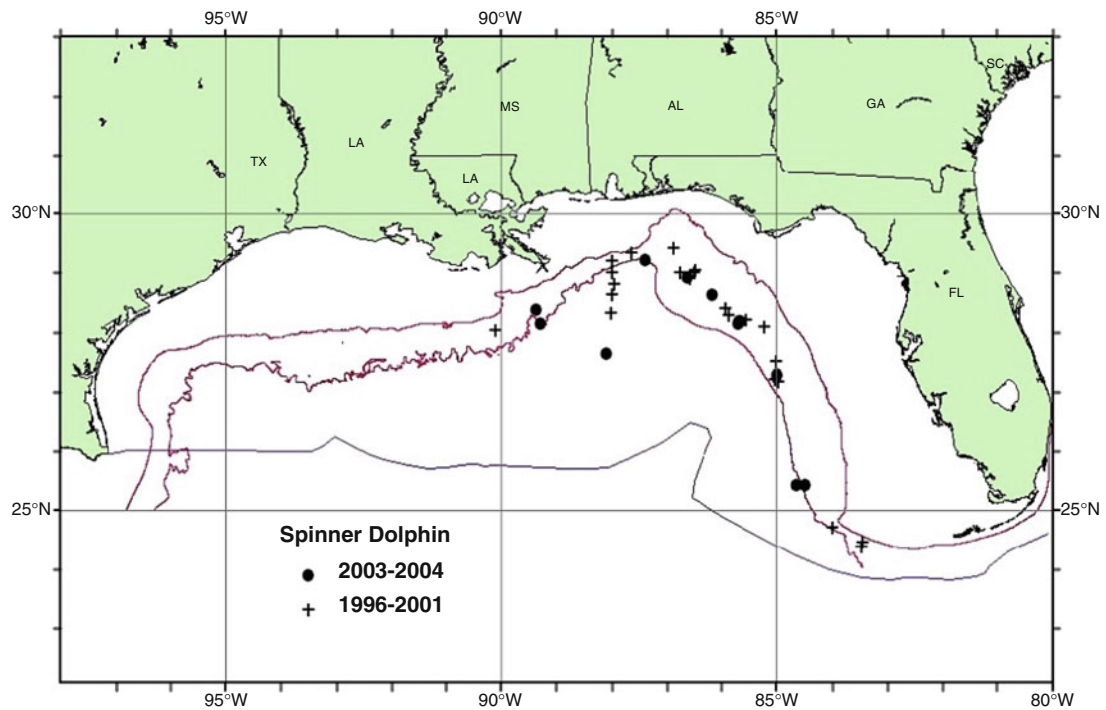 95°W 90°W 85°W
SC
MS AL GA
LA
TX
LA
30°N 30°N
FL
25°N 25°N
Spinner Dolphin
2003-2004
1996-2001
95°W 90°W 85°W 80°W